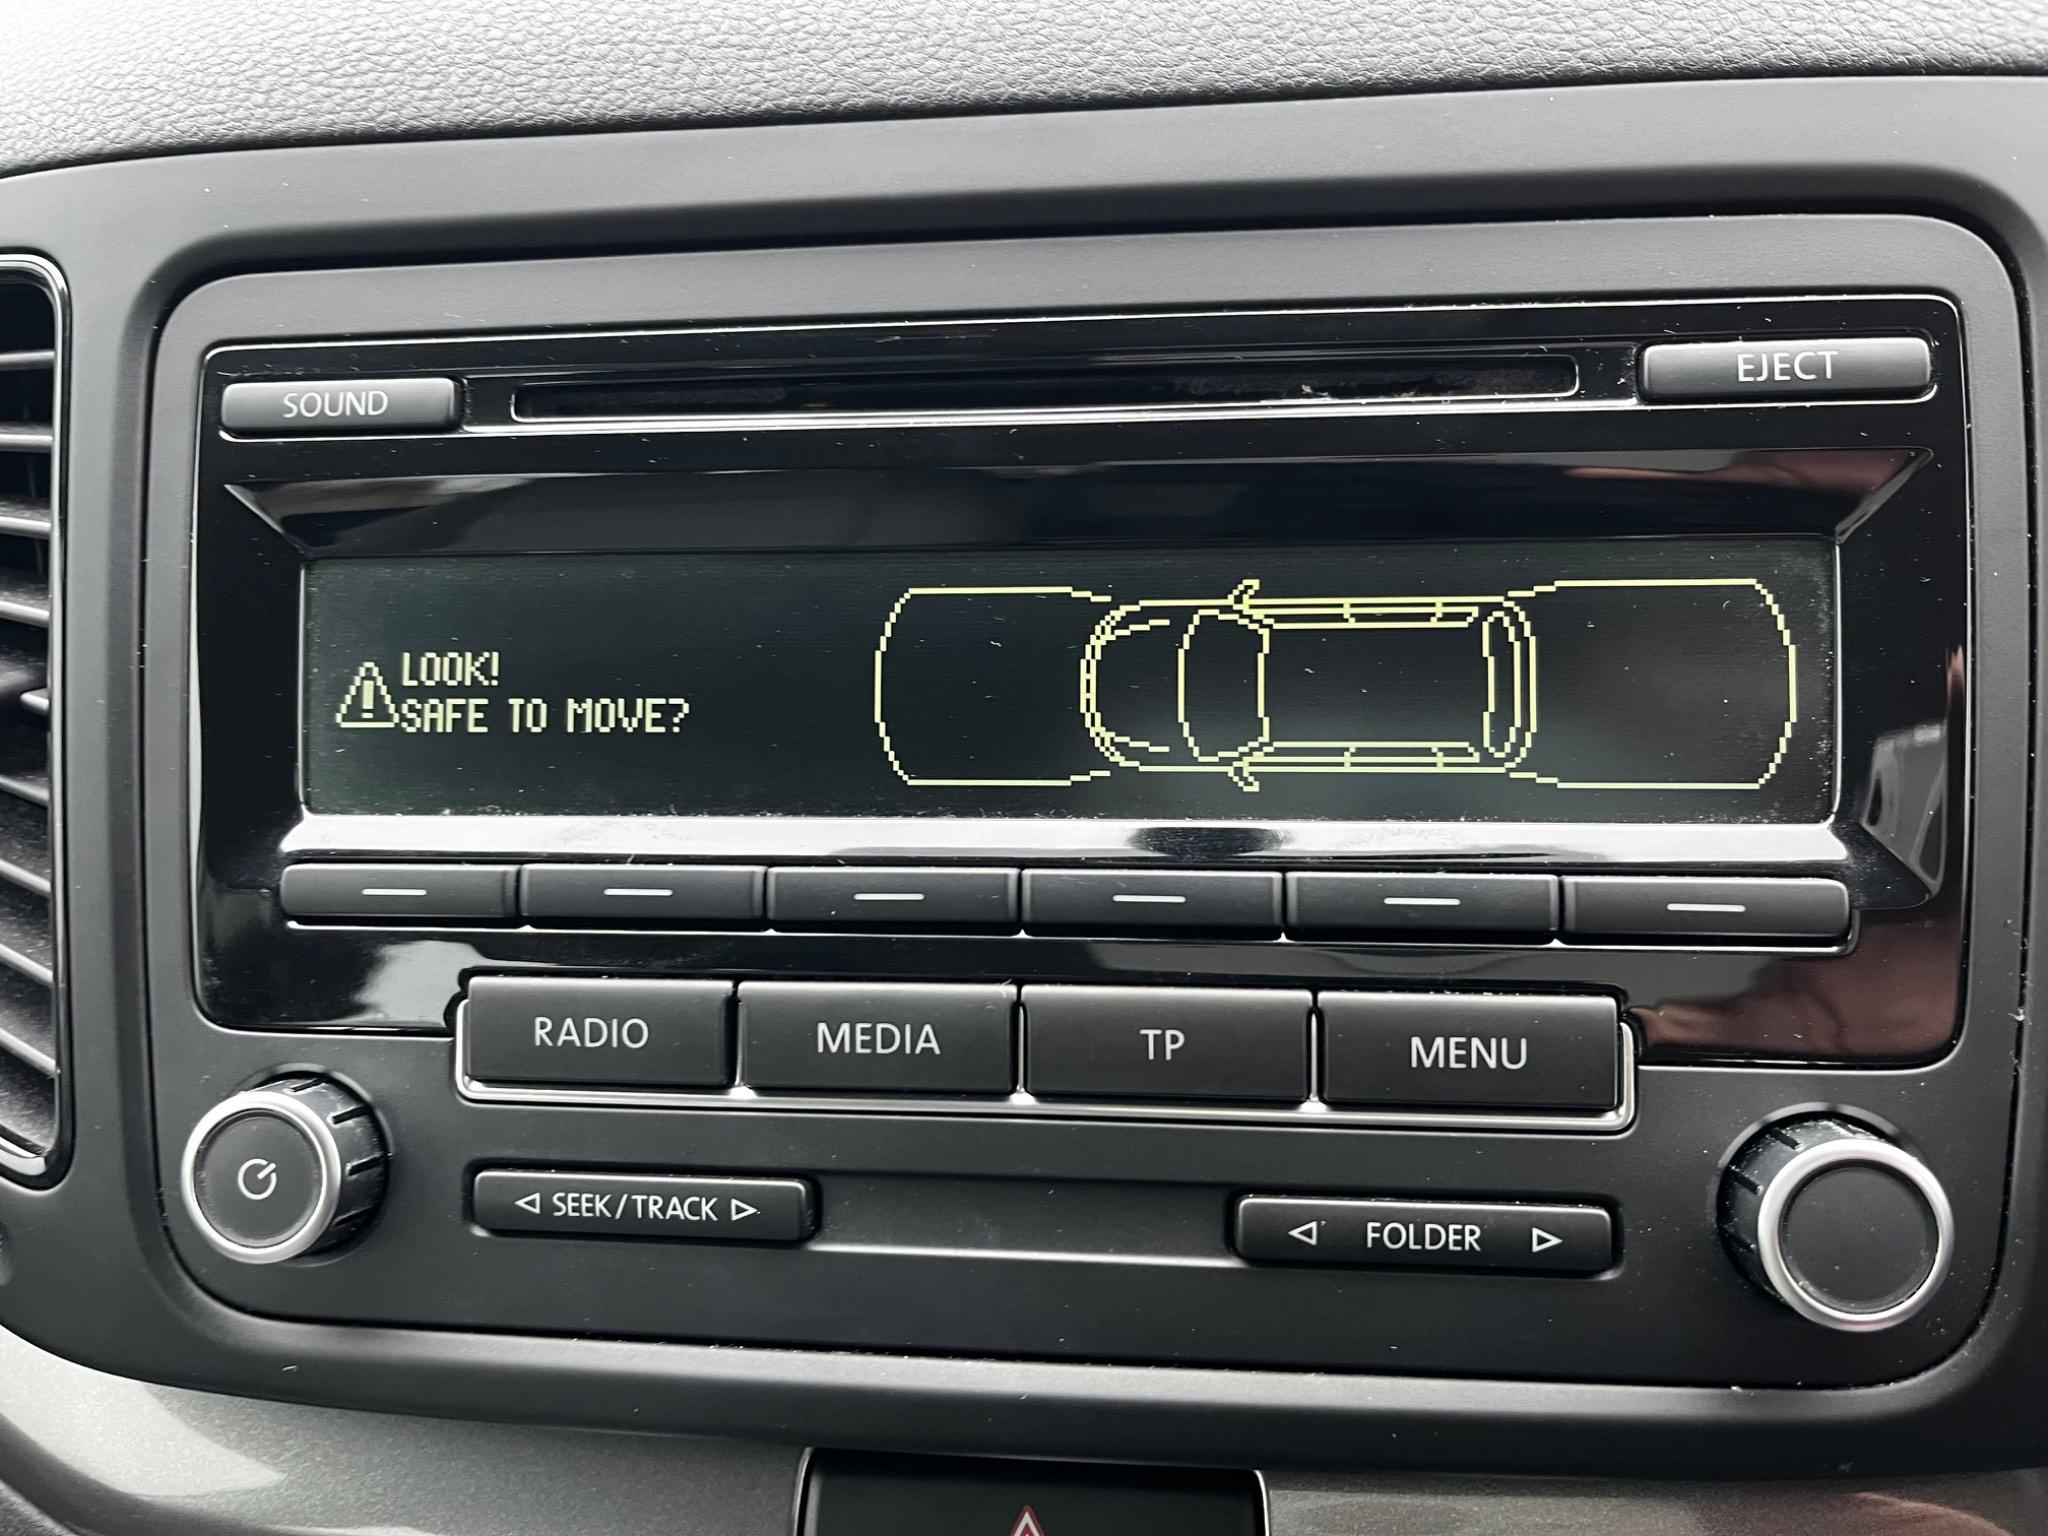 SOUND
EJECT
LOOK!
SAFE TO MOVE?
RADIO
MEDIA
TP
MENU
SEEK/TRACK
FOLDER